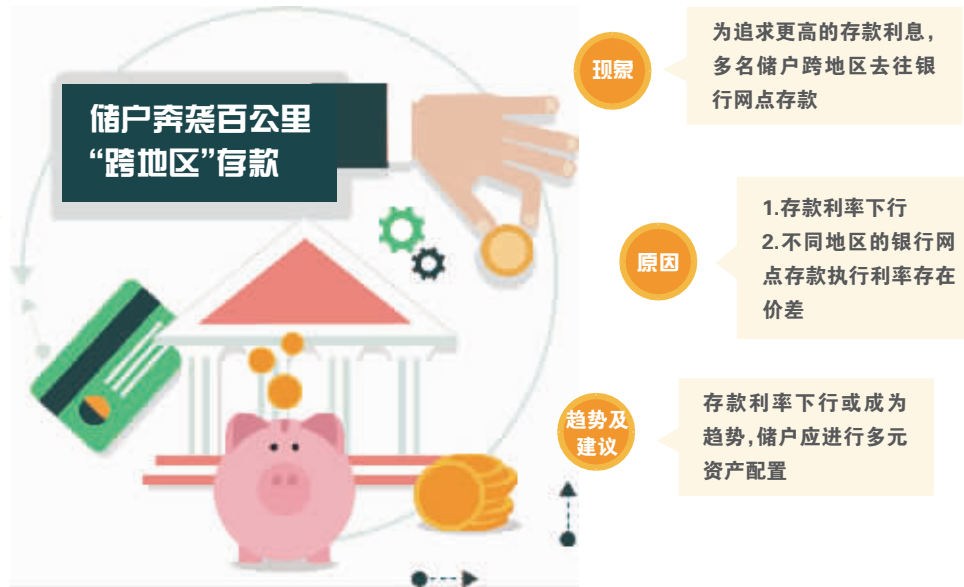 储户奔袭百公里
“跨地区”存款
现象
为追求更高的存款利息,
多名储户跨地区去往银
行网点存款
原因
1.存款利率下行
2.不同地区的银行网
点存款执行利率存在
价差
趋势及
建议
存款利率下行或成为
趋势,储户应进行多元
资产配置